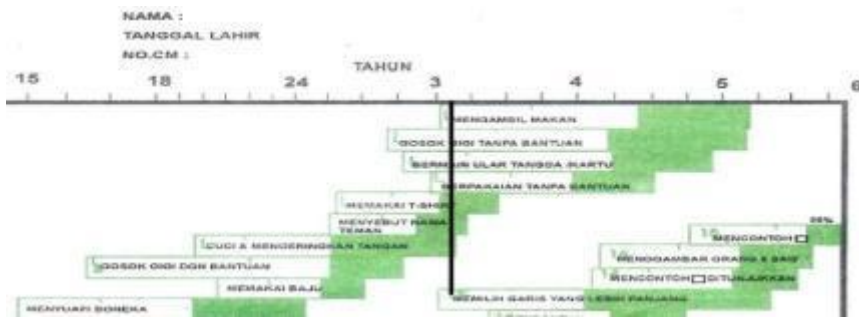 NAMA :
TANGGAL LAHIR
NO.CM :
TAHUN
15 18 24 3 4 5 6
MENGAMBIL MAKAN
GOSOK GIGI TANPA BANTUAN
BERMAIN ULAR TANGGA /KARTU
BERPAKAIAN TANPA BANTUAN
MEMAKAI T-SHIRT
MENYEBUT NAMA
TEMAN
CUCI & MENGERINGKAN TANGAN
GOSOK GIGI DGN BANTUAN
MEMAKAI BAJU
MENYUAPI BONEKA
MENCONTOH
MENGGAMBAR ORANG 6 BAG
MENCONTOH DITUNJUKKAN
MEMILIH GARIS YANG LEBIH PANJANG